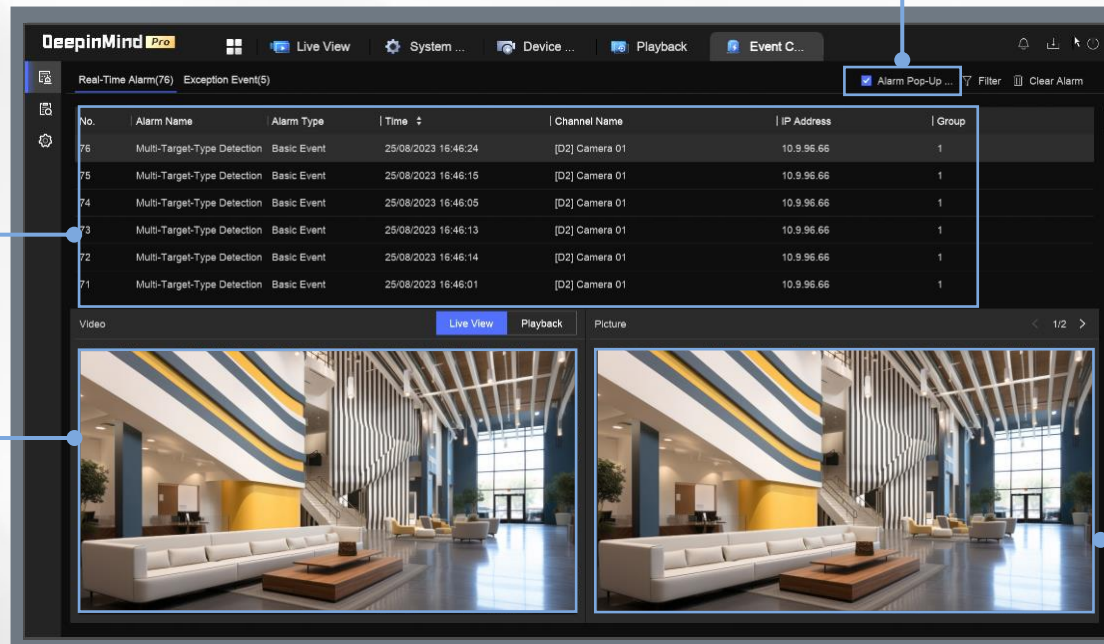 DeepinMind Pro Live View System ... Device ... Playback Event C...
Real-Time Alarm(76) Exception Event(5) Alarm Pop-Up ... Filter Clear Alarm
No. Alarm Name Alarm Type Time Channel Name IP Address Group
76 Multi-Target-Type Detection Basic Event 25/08/2023 16:46:24 [D2] Camera 01 10.9.96.66 1
75 Multi-Target-Type Detection Basic Event 25/08/2023 16:46:15 [D2] Camera 01 10.9.96.66 1
74 Multi-Target-Type Detection Basic Event 25/08/2023 16:46:05 [D2] Camera 01 10.9.96.66 1
73 Multi-Target-Type Detection Basic Event 25/08/2023 16:46:13 [D2] Camera 01 10.9.96.66 1
72 Multi-Target-Type Detection Basic Event 25/08/2023 16:46:14 [D2] Camera 01 10.9.96.66 1
71 Multi-Target-Type Detection Basic Event 25/08/2023 16:46:01 [D2] Camera 01 10.9.96.66 1
Video Live View Playback Picture < 1/2 >